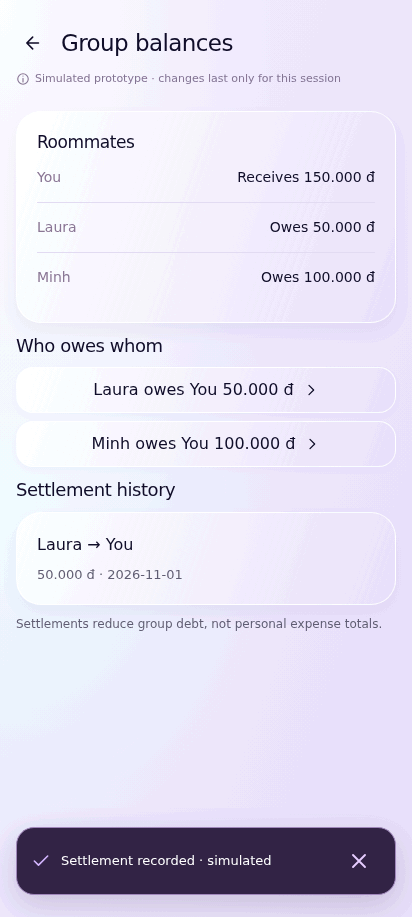 Group balances
Simulated prototype · changes last only for this session
Roommates
You Receives 150.000 đ
Laura Owes 50.000 đ
Minh Owes 100.000 đ
Who owes whom
Laura owes You 50.000 đ
Minh owes You 100.000 đ
Settlement history
Laura → You
50.000 đ · 2026-11-01
Settlements reduce group debt, not personal expense totals.
Settlement recorded · simulated